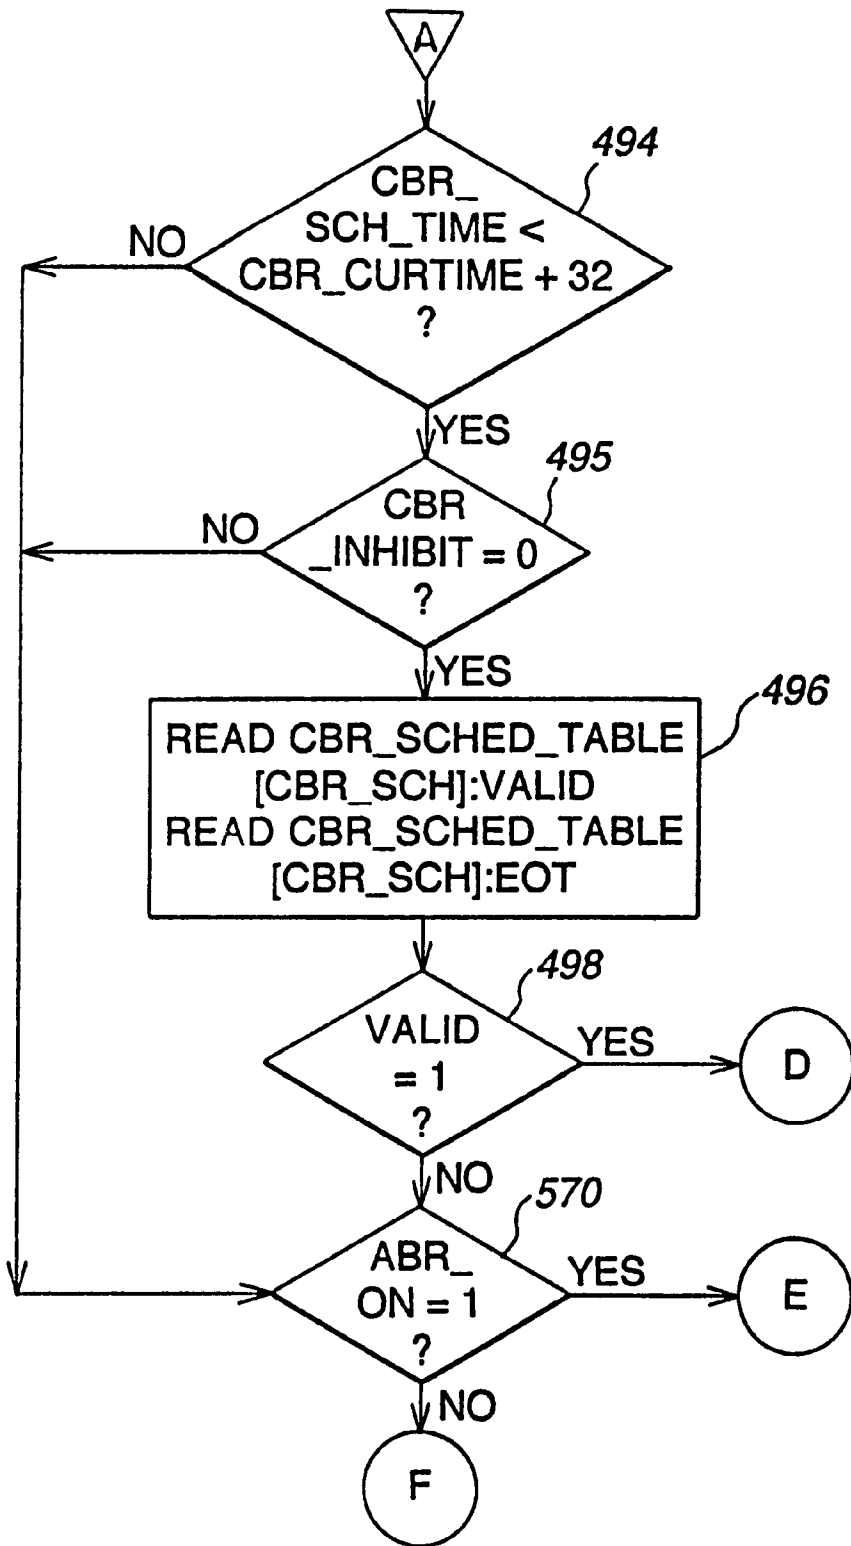 A
494
CBR_
SCH_TIME <
CBR_CURTIME + 32
?
NO
YES
495
CBR
_INHIBIT = 0
?
NO
YES
496
READ CBR_SCHED_TABLE
[CBR_SCH]:VALID
READ CBR_SCHED_TABLE
[CBR_SCH]:EOT
498
VALID
= 1
?
YES
D
NO
570
ABR_
ON = 1
?
YES
E
NO
F